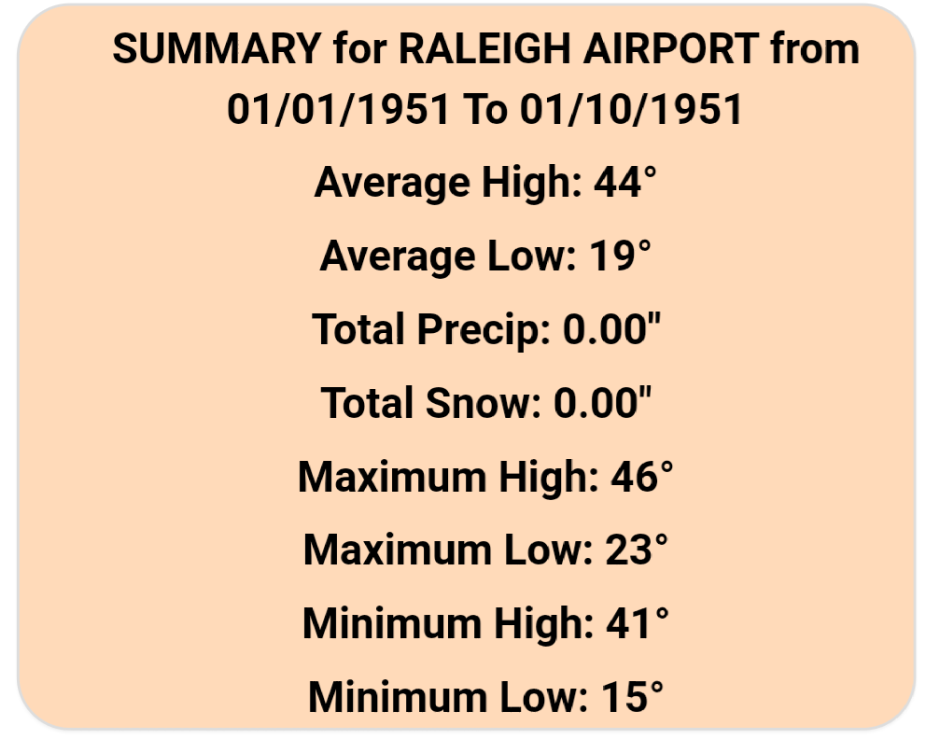 SUMMARY for RALEIGH AIRPORT from
01/01/1951 To 01/10/1951
Average High: 44°
Average Low: 19°
Total Precip: 0.00"
Total Snow: 0.00"
Maximum High: 46°
Maximum Low: 23°
Minimum High: 41°
Minimum Low: 15°